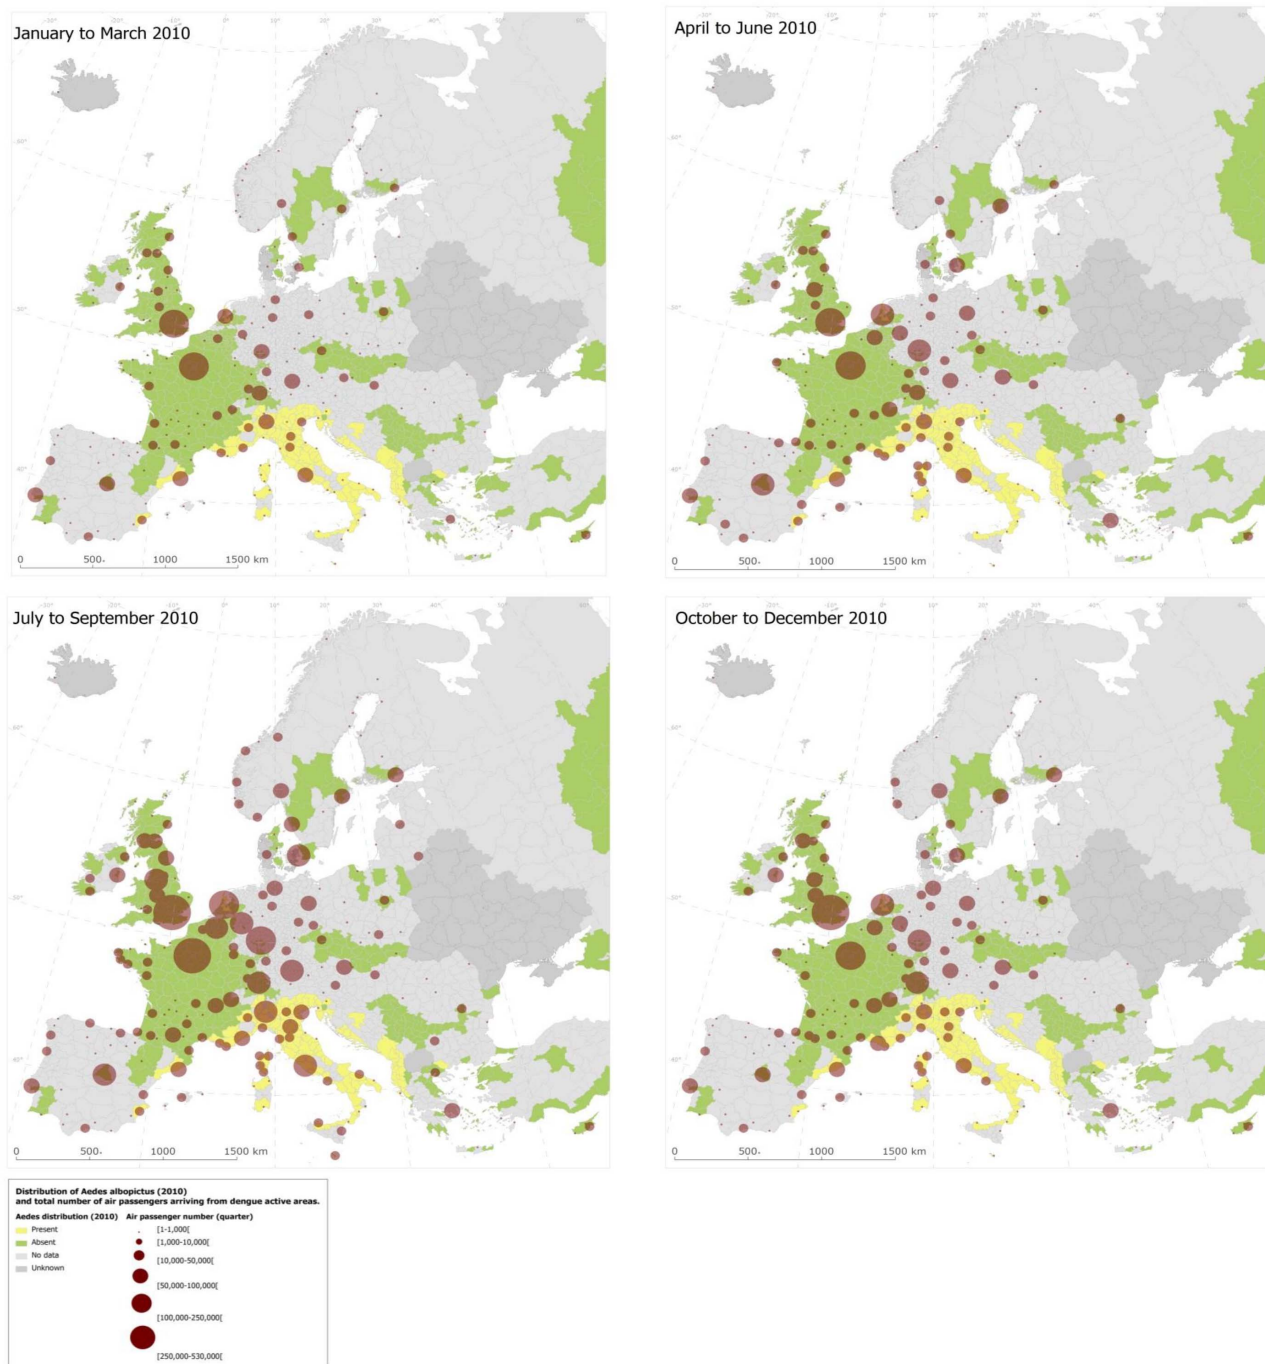 January to March 2010
April to June 2010
0 500 1000 1500 km
0 500 1000 1500 km
July to September 2010
October to December 2010
0 500 1000 1500 km
0 500 1000 1500 km
Distribution of Aedes albopictus (2010)
and total number of air passengers arriving from dengue active areas.
Aedes distribution (2010) Air passenger number (quarter)
Present [1-1,000[
Absent [1,000-10,000[
No data [10,000-50,000[
Unknown
[50,000-100,000[
[100,000-250,000[
[250,000-530,000[